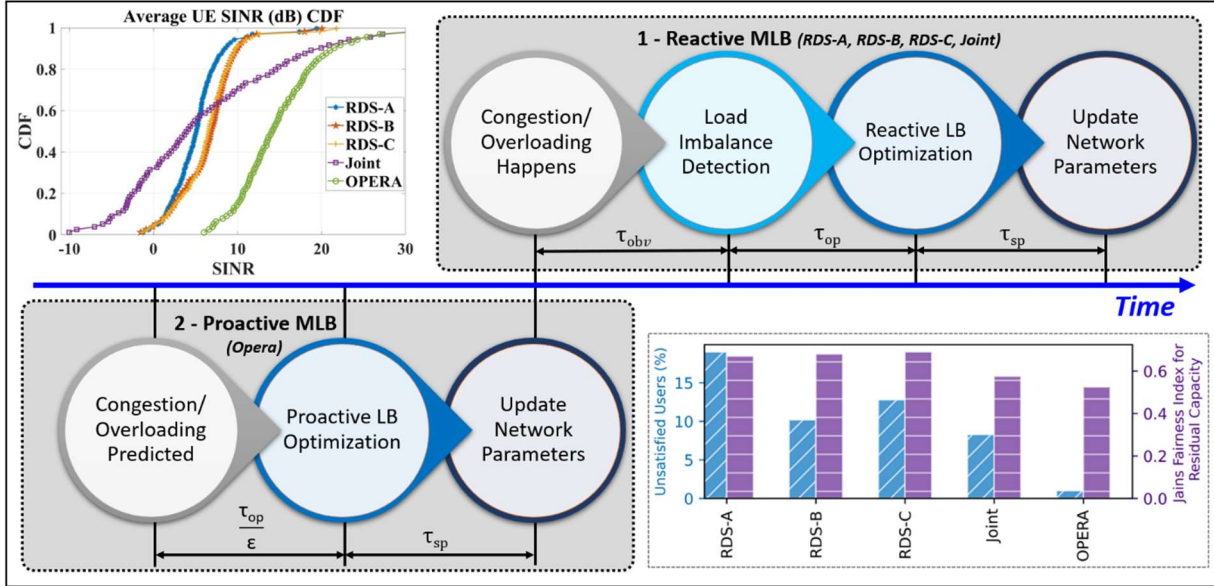 Average UE SINR (dB) CDF
1
0.8
0.6
0.4
0.2
0
CDF
-10
0
10
20
30
SINR
RDS-A
RDS-B
RDS-C
Joint
OPERA
1 - Reactive MLB (RDS-A, RDS-B, RDS-C, Joint)
Congestion/
Overloading
Happens
Load
Imbalance
Detection
Reactive LB
Optimization
Update
Network
Parameters
τobv
τop
τsp
Time
2 - Proactive MLB
(Opera)
Congestion/
Overloading
Predicted
Proactive LB
Optimization
Update
Network
Parameters
τop
ε
τsp
Unsatisfied Users (%)
15
10
5
0
0.6
0.4
0.2
0.0
Jains Fairness Index for
Residual Capacity
RDS-A
RDS-B
RDS-C
Joint
OPERA